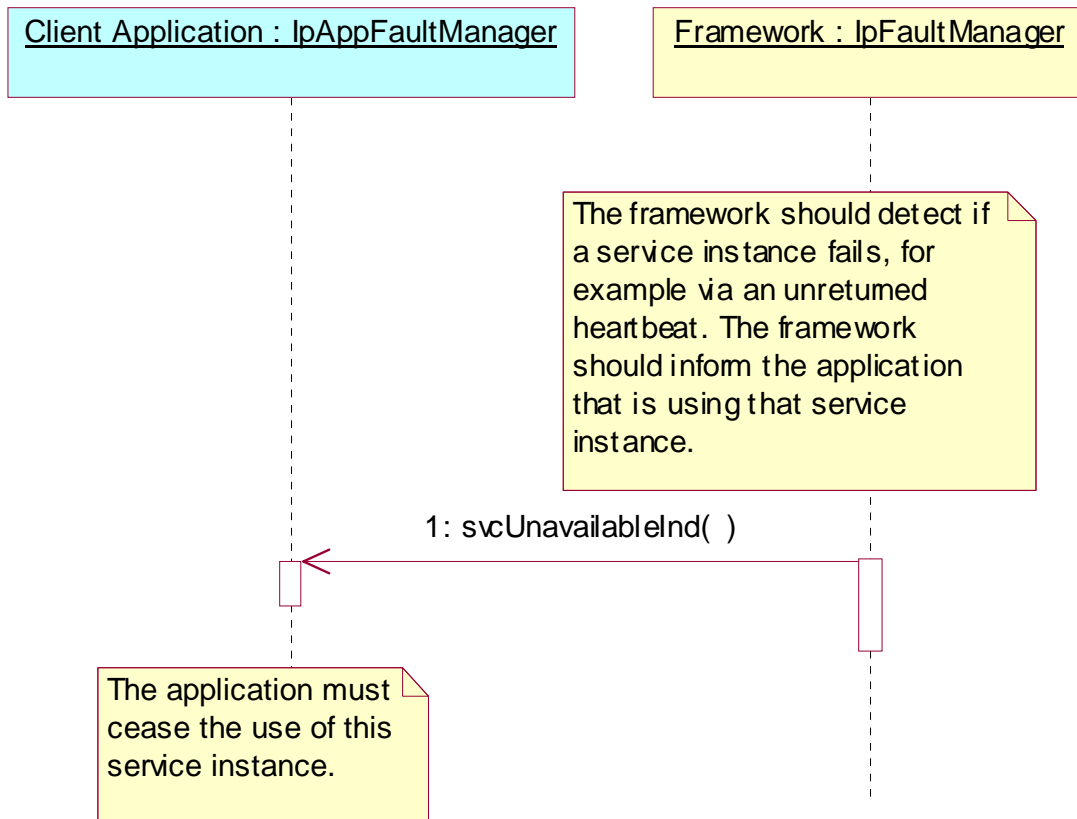 Client Application : IpAppFaultManager
Framework : IpFaultManager
The framework should detect if
a service instance fails, for
example via an unreturned
heartbeat. The framework
should inform the application
that is using that service
instance.
1: svcUnavailableInd( )
The application must
cease the use of this
service instance.